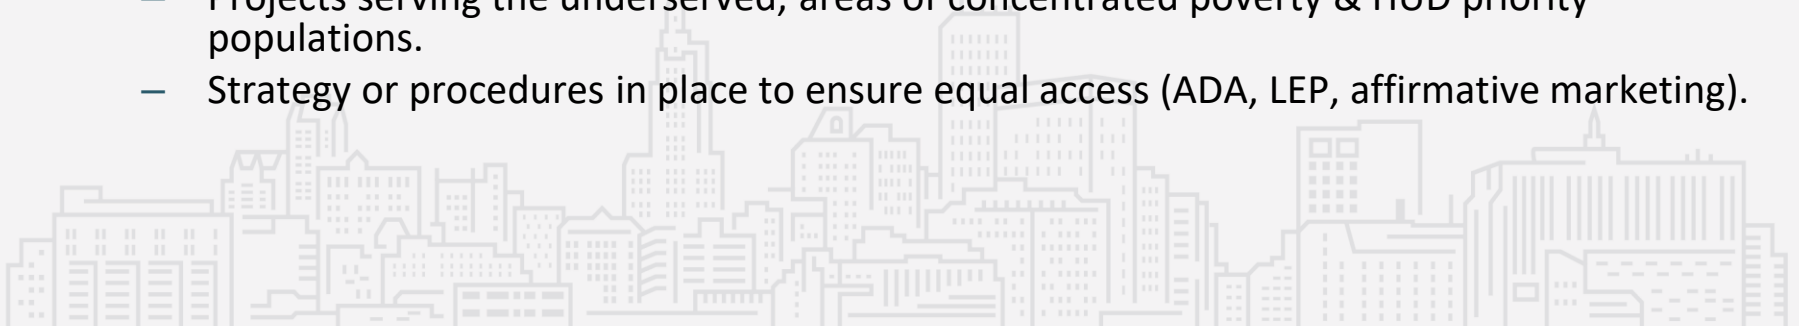 – Projects serving the underserved, areas of concentrated poverty & HUD priority
populations.
– Strategy or procedures in place to ensure equal access (ADA, LEP, affirmative marketing).